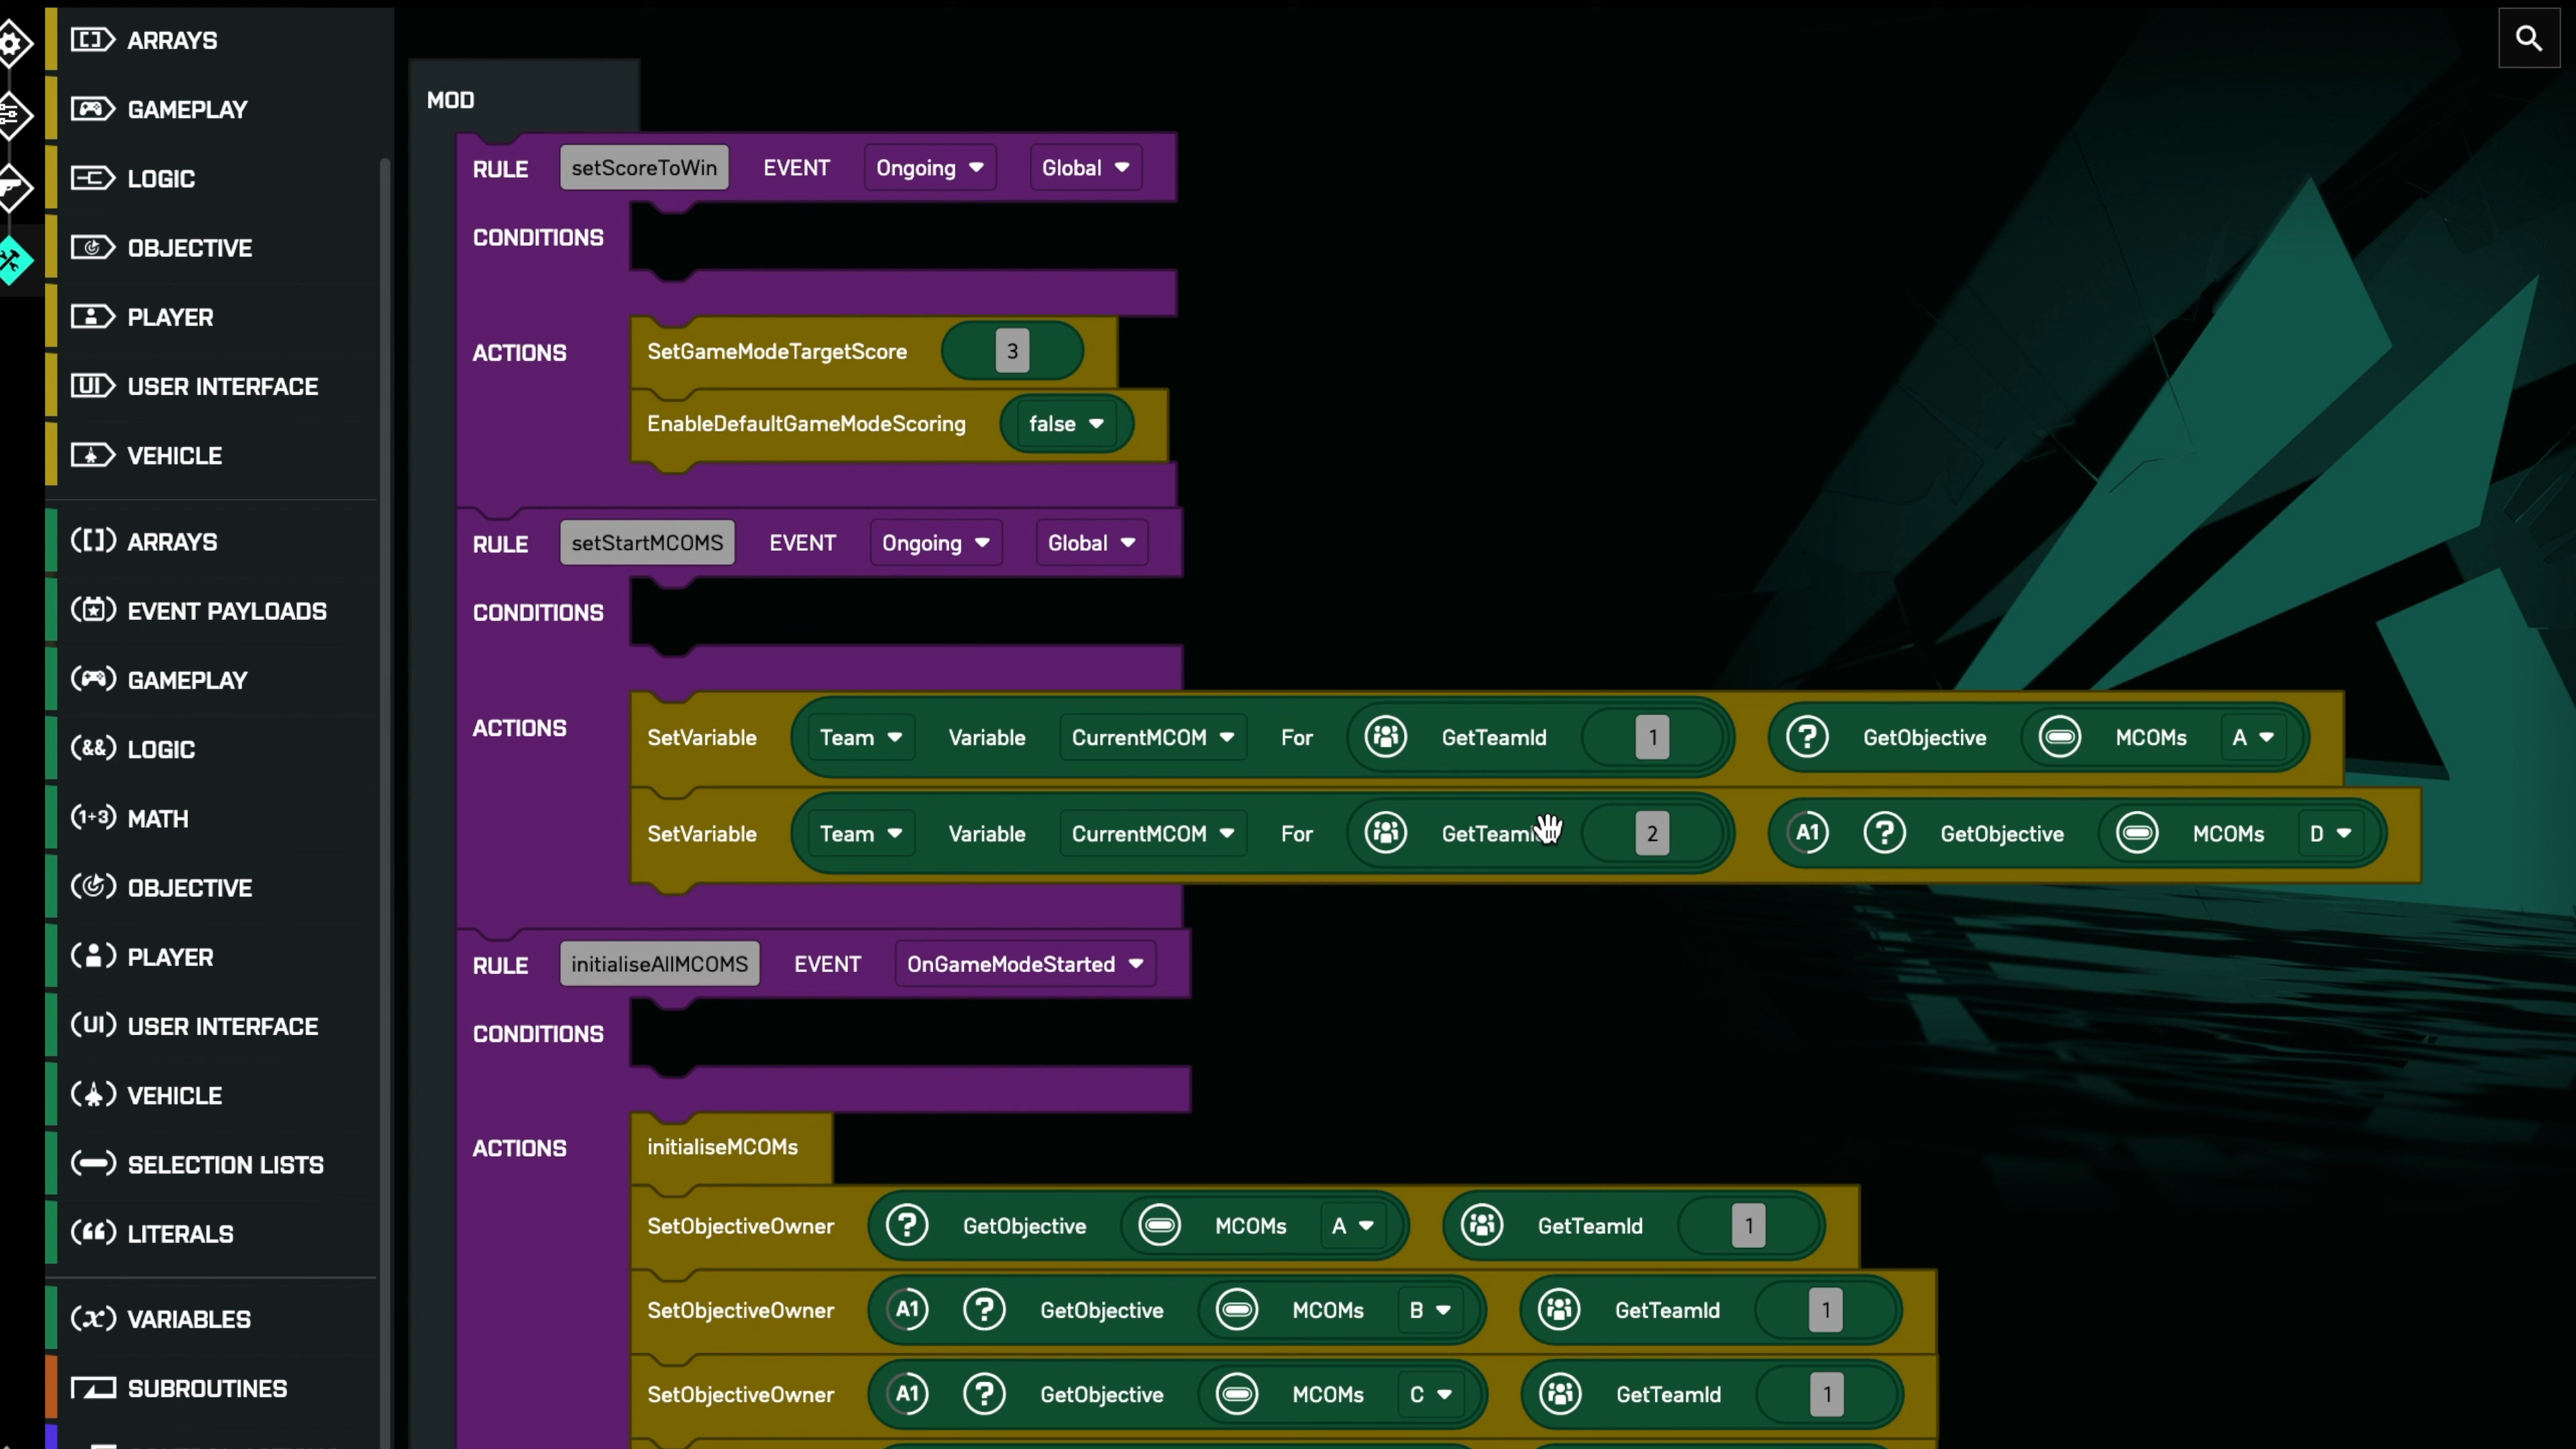 ARRAYS
GAMEPLAY
LOGIC
OBJECTIVE
PLAYER
UI USER INTERFACE
VEHICLE
ARRAYS
EVENT PAYLOADS
GAMEPLAY
(&&) LOGIC
(1+3) MATH
OBJECTIVE
PLAYER
(UI) USER INTERFACE
VEHICLE
SELECTION LISTS
LITERALS
(x) VARIABLES
SUBROUTINES
MOD
RULE setScoreToWin EVENT Ongoing Global
CONDITIONS
ACTIONS SetGameModeTargetScore 3
EnableDefaultGameModeScoring false
RULE setStartMCOMS EVENT Ongoing Global
CONDITIONS
ACTIONS SetVariable Team Variable CurrentMCOM For GetTeamId 1 ? GetObjective MCOMs A
SetVariable Team Variable CurrentMCOM For 2 A1 ? GetObjective MCOMs D
RULE initialiseAllMCOMS EVENT OnGameModeStarted
CONDITIONS
ACTIONS initialiseMCOMs
SetObjectiveOwner ? GetObjective MCOMs A GetTeamId 1
SetObjectiveOwner A1 ? GetObjective MCOMs B GetTeamId 1
SetObjectiveOwner A1 ? GetObjective MCOMs C GetTeamId 1